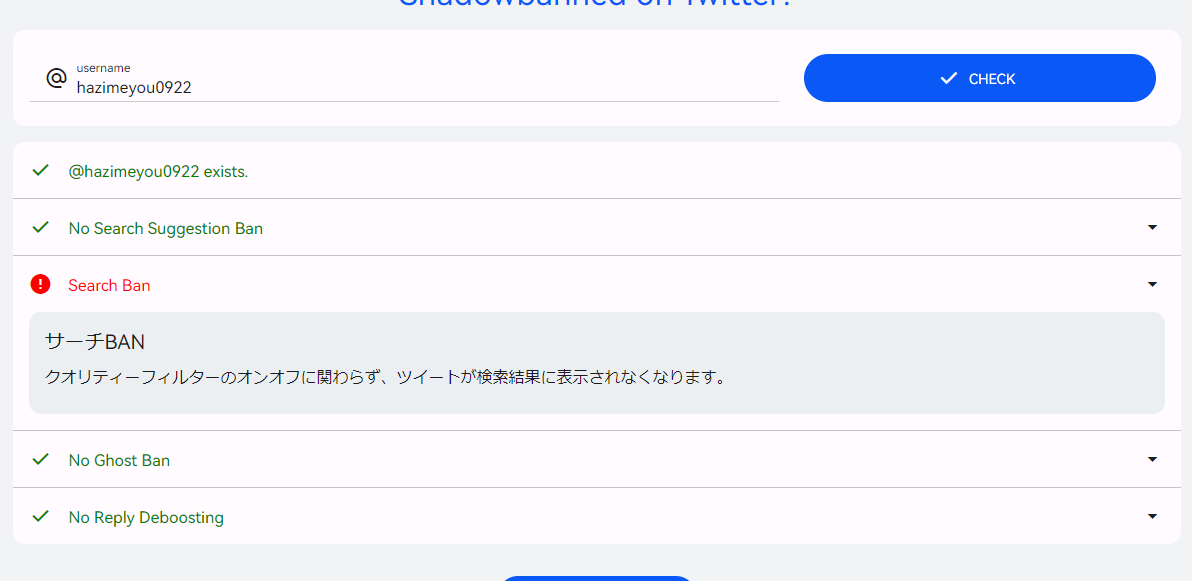 Shadowbanned on Twitter?
@
username
hazimeyou0922
CHECK
@hazimeyou0922 exists.
No Search Suggestion Ban
Search Ban
サーチBAN
クオリティーフィルターのオンオフに関わらず、ツイートが検索結果に表示されなくなります。
No Ghost Ban
No Reply Deboosting